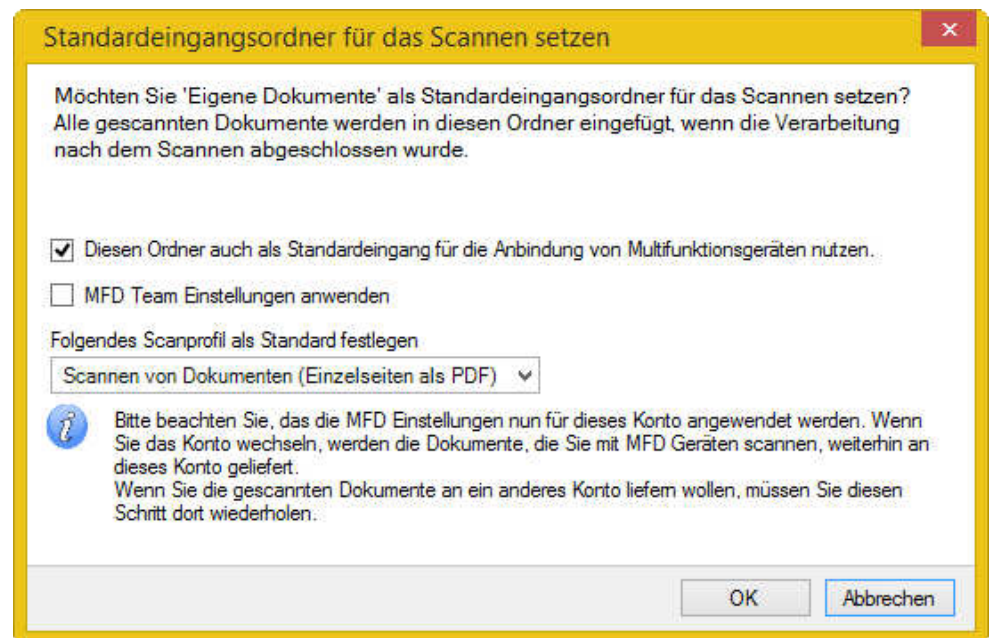 Standardeingangsordner für das Scannen setzen
Möchten Sie 'Eigene Dokumente' als Standardeingangsordner für das Scannen setzen?
Alle gescannten Dokumente werden in diesen Ordner eingefügt, wenn die Verarbeitung
nach dem Scannen abgeschlossen wurde.
Diesen Ordner auch als Standardeingang für die Anbindung von Multifunktionsgeräten nutzen.
MFD Team Einstellungen anwenden
Folgendes Scanprofil als Standard festlegen
Scannen von Dokumenten (Einzelseiten als PDF)
Bitte beachten Sie, das die MFD Einstellungen nun für dieses Konto angewendet werden. Wenn
Sie das Konto wechseln, werden die Dokumente, die Sie mit MFD Geräten scannen, weiterhin an
dieses Konto geliefert.
Wenn Sie die gescannten Dokumente an ein anderes Konto liefern wollen, müssen Sie diesen
Schritt dort wiederholen.
OK Abbrechen